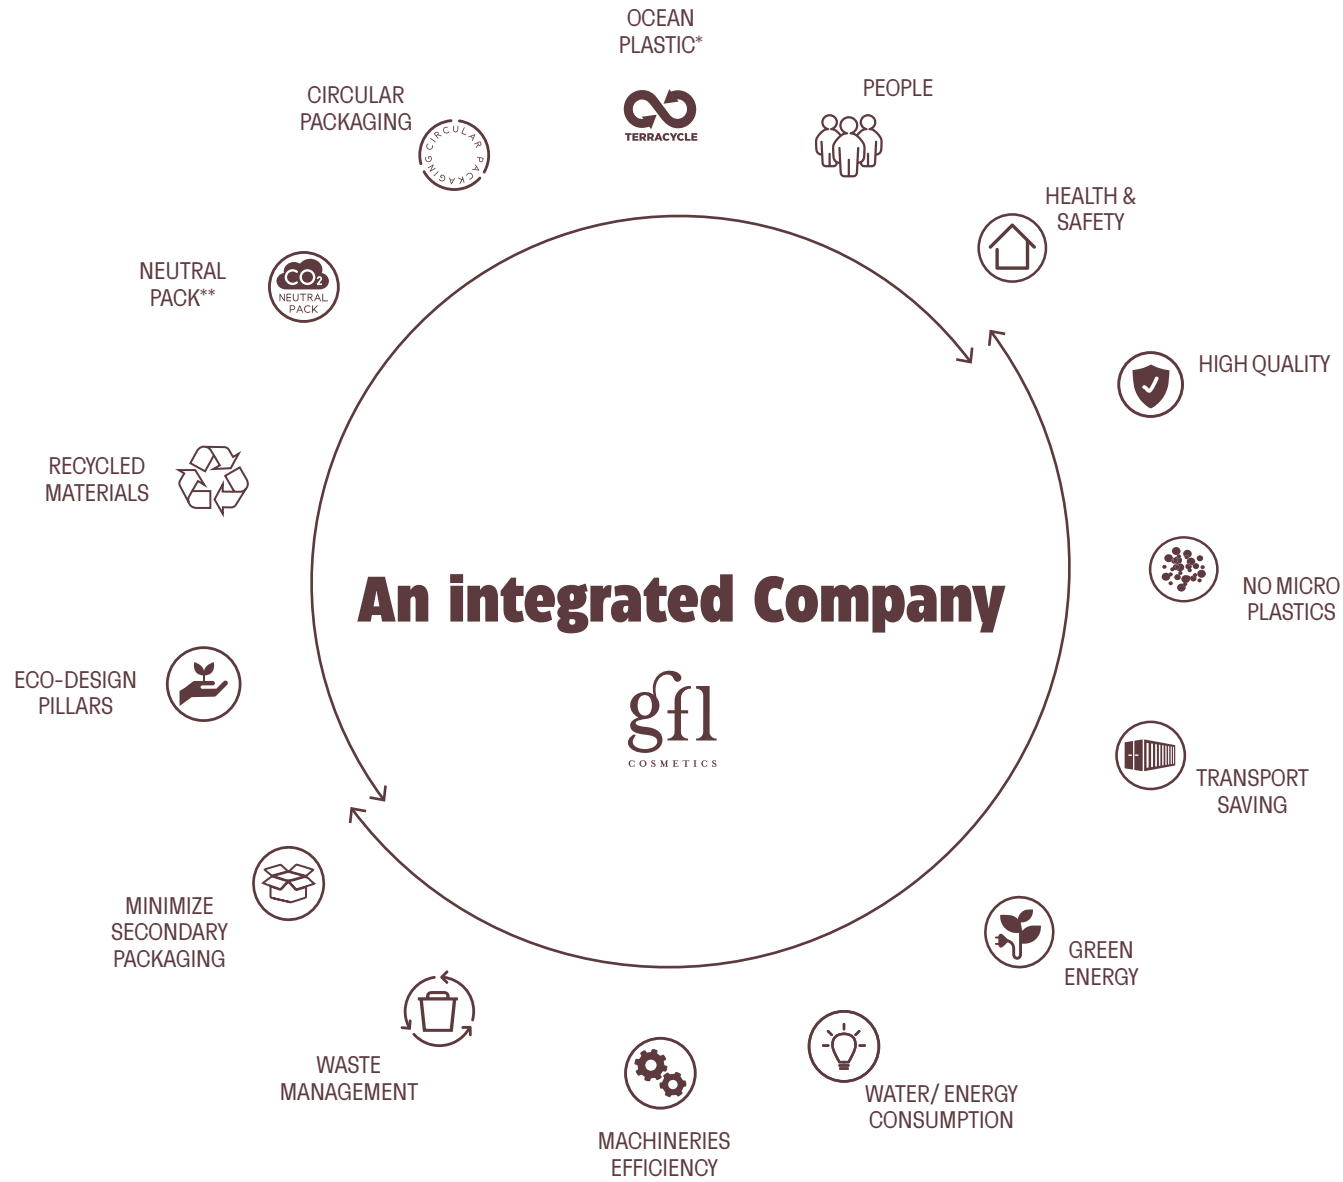 OCEAN
PLASTIC*
TERRACYCLE
PEOPLE
HEALTH &
SAFETY
HIGH QUALITY
NO MICRO
PLASTICS
TRANSPORT
SAVING
GREEN
ENERGY
WATER/ ENERGY
CONSUMPTION
MACHINERIES
EFFICIENCY
WASTE
MANAGEMENT
MINIMIZE
SECONDARY
PACKAGING
ECO-DESIGN
PILLARS
RECYCLED
MATERIALS
NEUTRAL
PACK**
CO2
NEUTRAL
PACK
CIRCULAR
PACKAGING
CIRCULAR PACKAGING
An integrated Company
gfl
COSMETICS